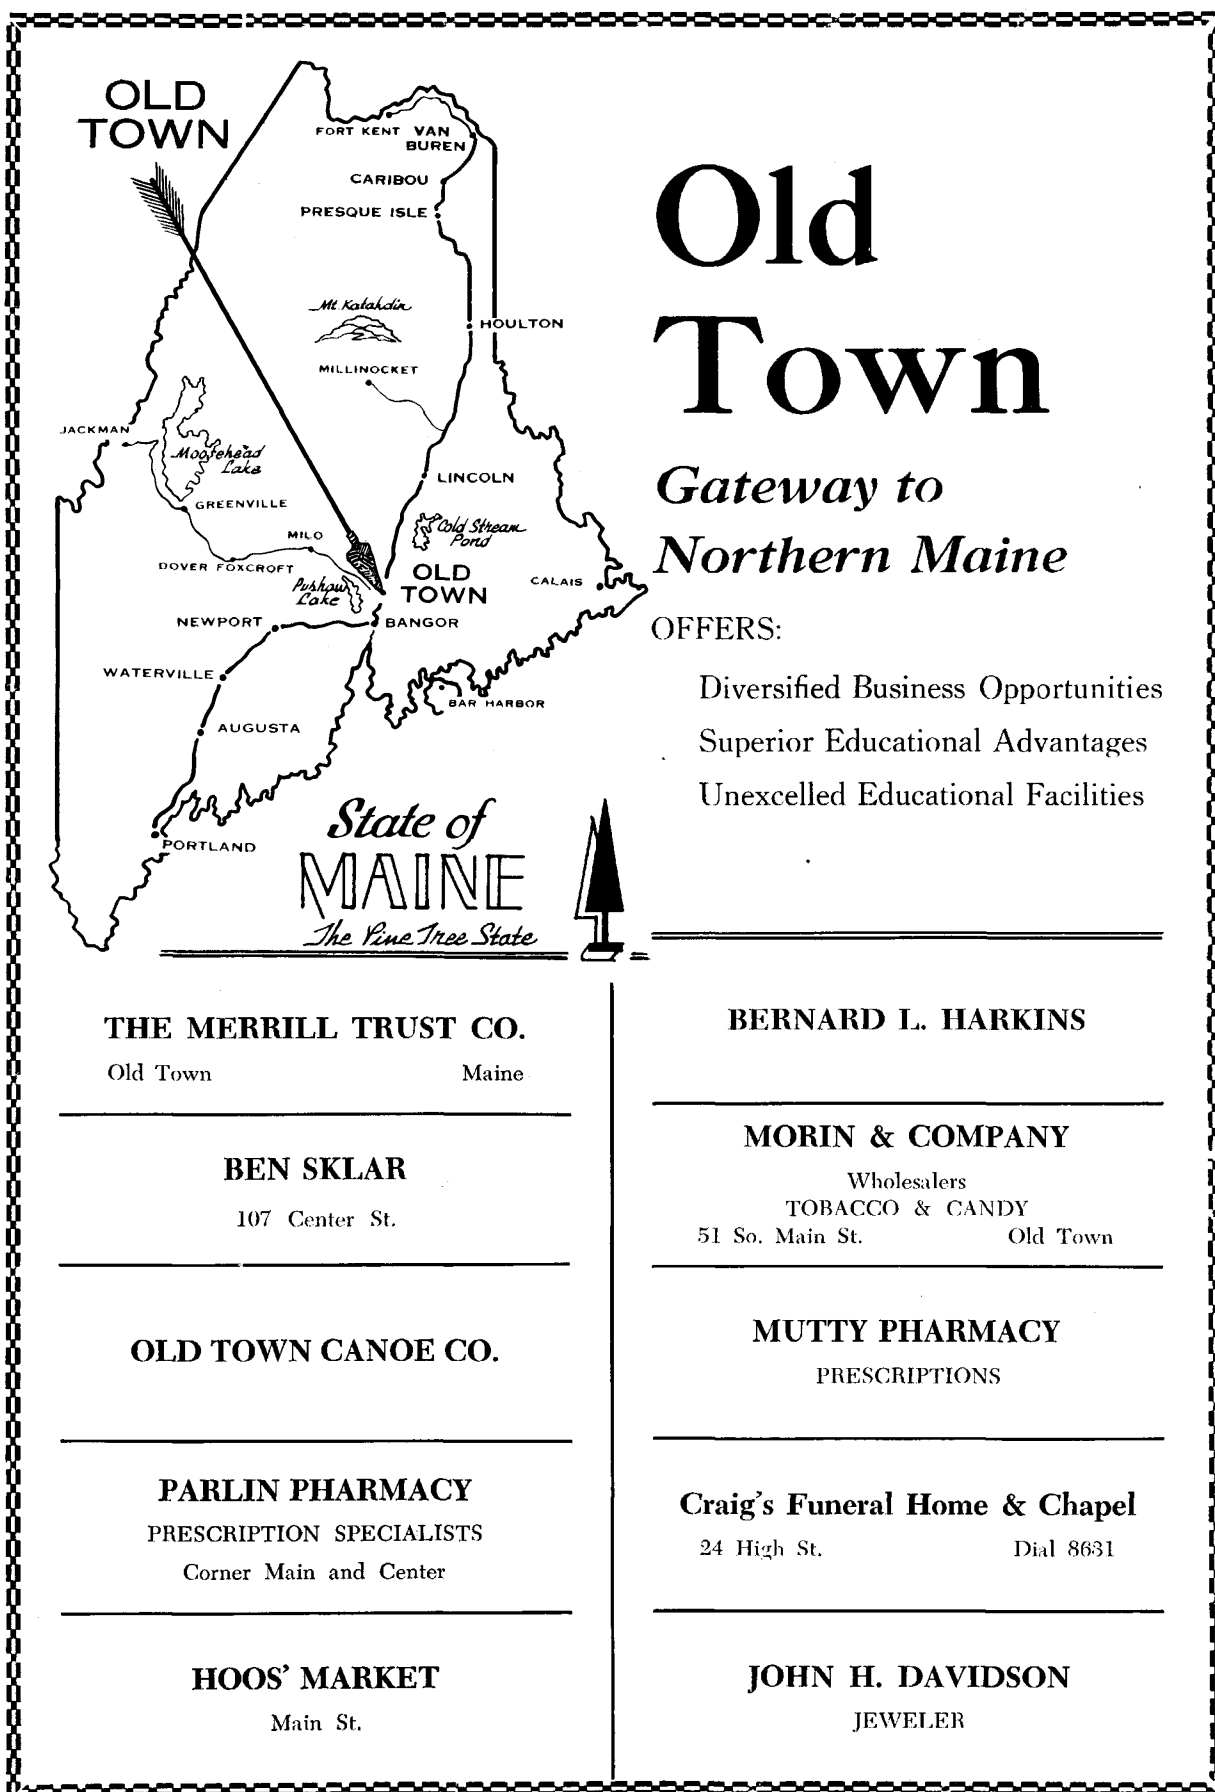 OLD
TOWN
FORT KENT
VAN
BUREN
CARIBOU
PRESQUE ISLE
Mt. Katahdin
HOULTON
MILLINOCKET
JACKMAN
Moosehead
Lake
LINCOLN
GREENVILLE
Cold Stream
Pond
MILO
DOVER FOXCROFT
OLD
TOWN
Pushaw
Lake
CALAIS
NEWPORT
BANGOR
WATERVILLE
BAR HARBOR
AUGUSTA
PORTLAND
State of
MAINE
The Pine Tree State
Old
Town
Gateway to
Northern Maine
OFFERS:
Diversified Business Opportunities
Superior Educational Advantages
Unexcelled Educational Facilities
THE MERRILL TRUST CO.
Old Town Maine
BEN SKLAR
107 Center St.
OLD TOWN CANOE CO.
PARLIN PHARMACY
PRESCRIPTION SPECIALISTS
Corner Main and Center
HOOS' MARKET
Main St.
BERNARD L. HARKINS
MORIN & COMPANY
Wholesalers
TOBACCO & CANDY
51 So. Main St. Old Town
MUTTY PHARMACY
PRESCRIPTIONS
Craig's Funeral Home & Chapel
24 High St. Dial 8631
JOHN H. DAVIDSON
JEWELER